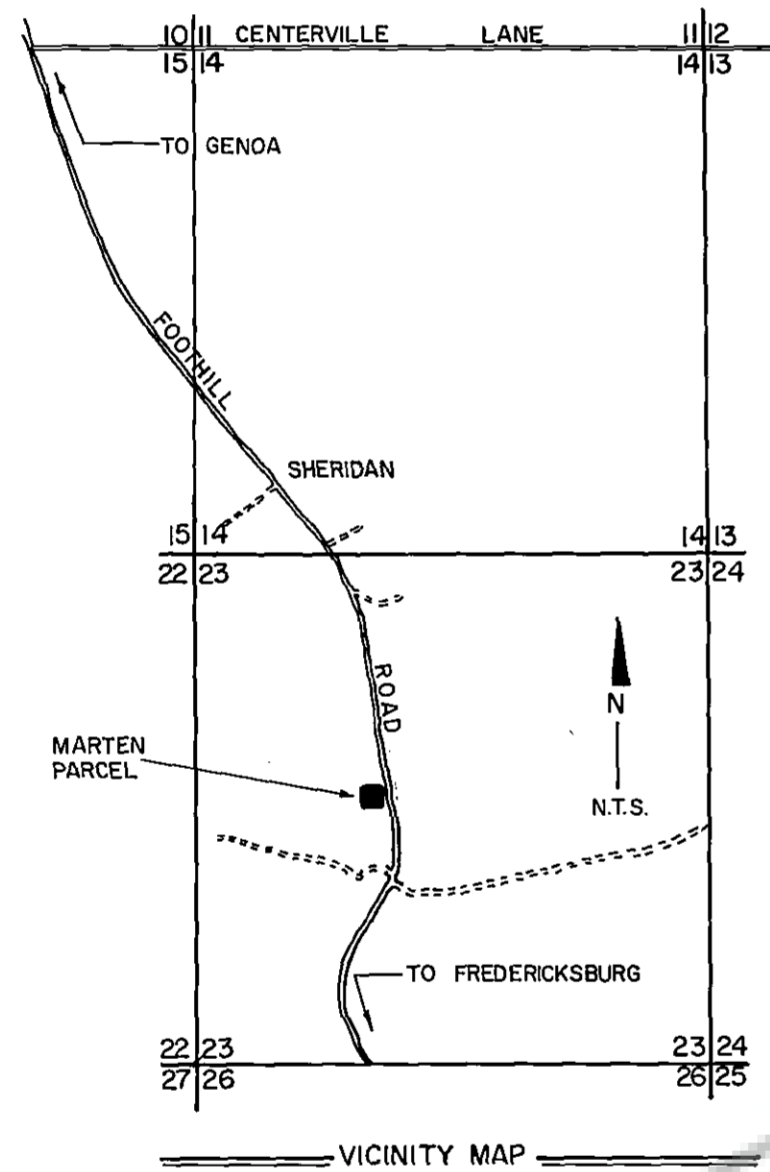 10 11 CENTERVILLE LANE 11 12
15 14 14 13
TO GENOA
FOOTHILL
SHERIDAN
15 14 14 13
22 23 23 24
ROAD
N
MARTEN
PARCEL
N.T.S.
TO FREDERICKSBURG
22 23 23 24
27 26 26 25
VICINITY MAP